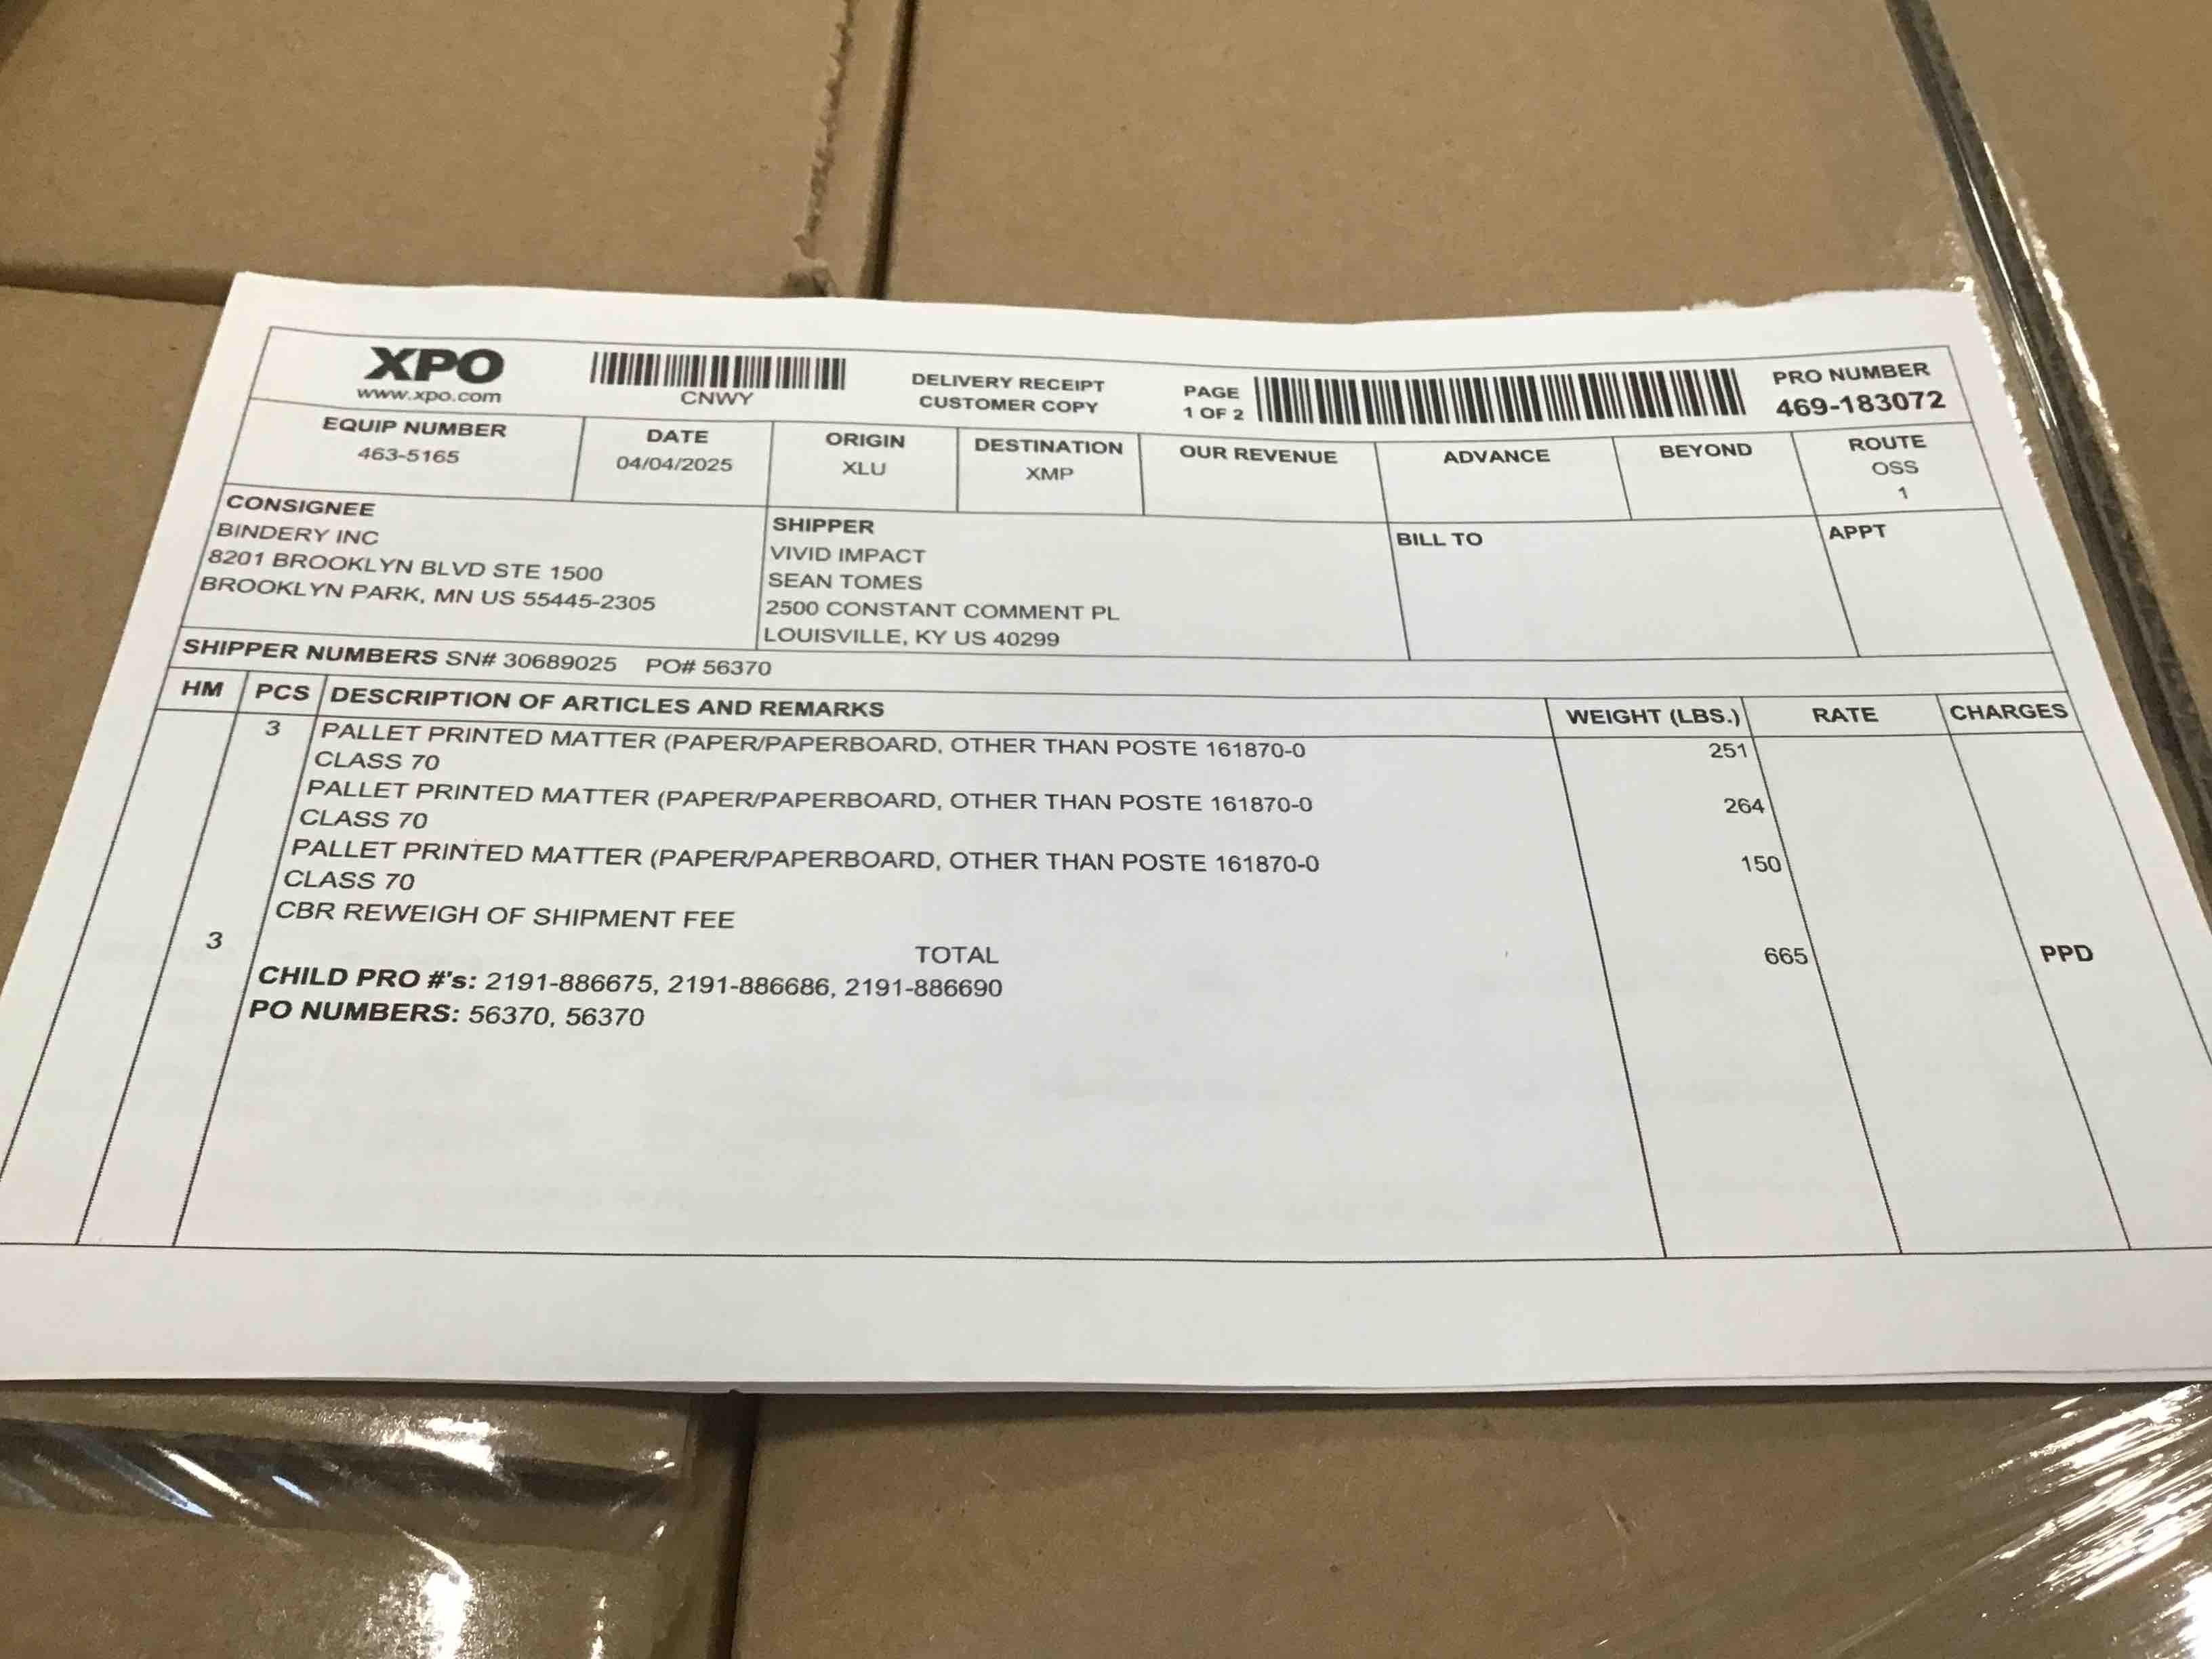 XPO
www.xpo.com
CNWY
DELIVERY RECEIPT
CUSTOMER COPY
PAGE
1 OF 2
PRO NUMBER
469-183072
EQUIP NUMBER
463-5165
DATE
04/04/2025
ORIGIN
XLU
DESTINATION
XMP
OUR REVENUE
ADVANCE
BEYOND
ROUTE
OSS
1
CONSIGNEE
BINDERY INC
8201 BROOKLYN BLVD STE 1500
BROOKLYN PARK, MN US 55445-2305
SHIPPER
VIVID IMPACT
SEAN TOMES
2500 CONSTANT COMMENT PL
LOUISVILLE, KY US 40299
BILL TO
APPT
SHIPPER NUMBERS SN# 30689025 PO# 56370
HM PCS DESCRIPTION OF ARTICLES AND REMARKS WEIGHT (LBS.) RATE CHARGES
3 PALLET PRINTED MATTER (PAPER/PAPERBOARD, OTHER THAN POSTE 161870-0 251
CLASS 70
PALLET PRINTED MATTER (PAPER/PAPERBOARD, OTHER THAN POSTE 161870-0 264
CLASS 70
PALLET PRINTED MATTER (PAPER/PAPERBOARD, OTHER THAN POSTE 161870-0 150
CLASS 70
CBR REWEIGH OF SHIPMENT FEE
3 TOTAL 665 PPD
CHILD PRO #'s: 2191-886675, 2191-886686, 2191-886690
PO NUMBERS: 56370, 56370